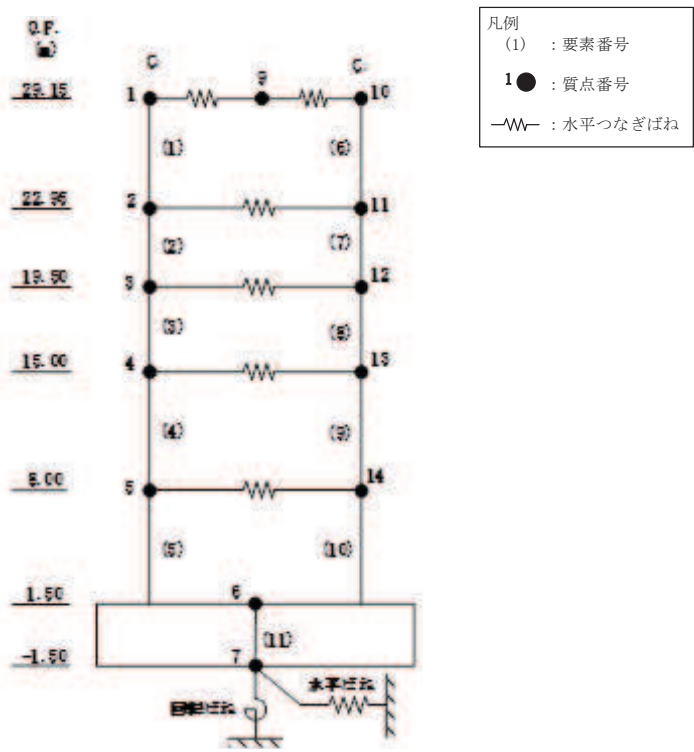 O.P.
(m)
C C
29.15 1 9 10
(1) (6)
22.95 2 11
(2) (7)
3 12
(3) (8)
15.00 4 13
(4) (9)
8.00 5 14
(5) (10)
1.50 6
(11)
-1.50 7
水平ばね
回転ばね
凡例
(1) : 要素番号
1 : 質点番号
: 水平つなぎばね